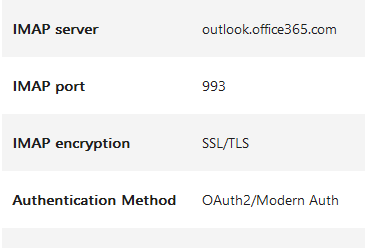 IMAP server outlook.office365.com
IMAP port 993
IMAP encryption SSL/TLS
Authentication Method OAuth2/Modern Auth